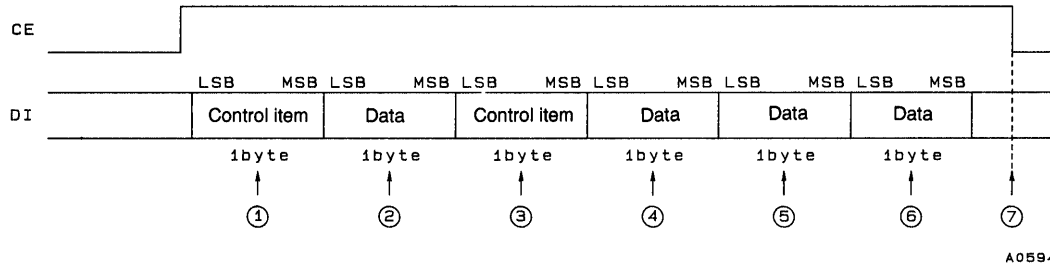 CE
LSB MSB LSB MSB LSB MSB LSB MSB LSB MSB LSB MSB
DI Control item Data Control item Data Data Data
1byte 1byte 1byte 1byte 1byte 1byte
① ② ③ ④ ⑤ ⑥ ⑦